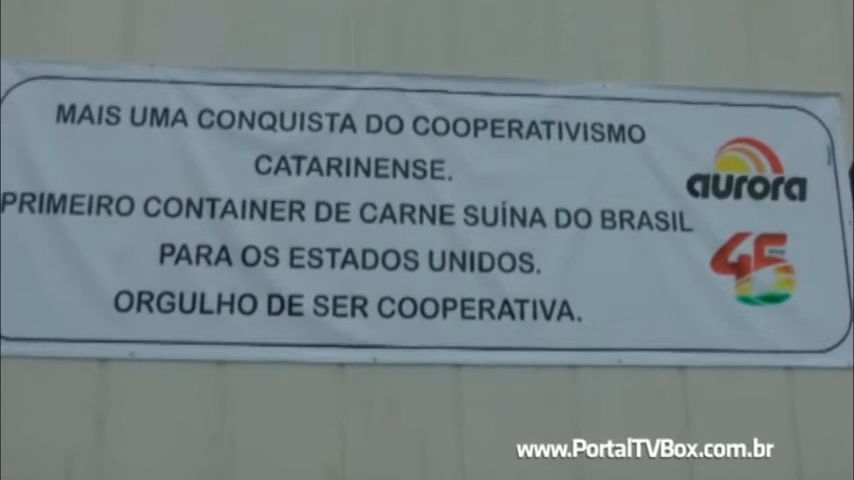 MAIS UMA CONQUISTA DO COOPERATIVISMO
CATARINENSE.
PRIMEIRO CONTAINER DE CARNE SUÍNA DO BRASIL
PARA OS ESTADOS UNIDOS.
ORGULHO DE SER COOPERATIVA.
aurora
45
www.PortalTVBox.com.br